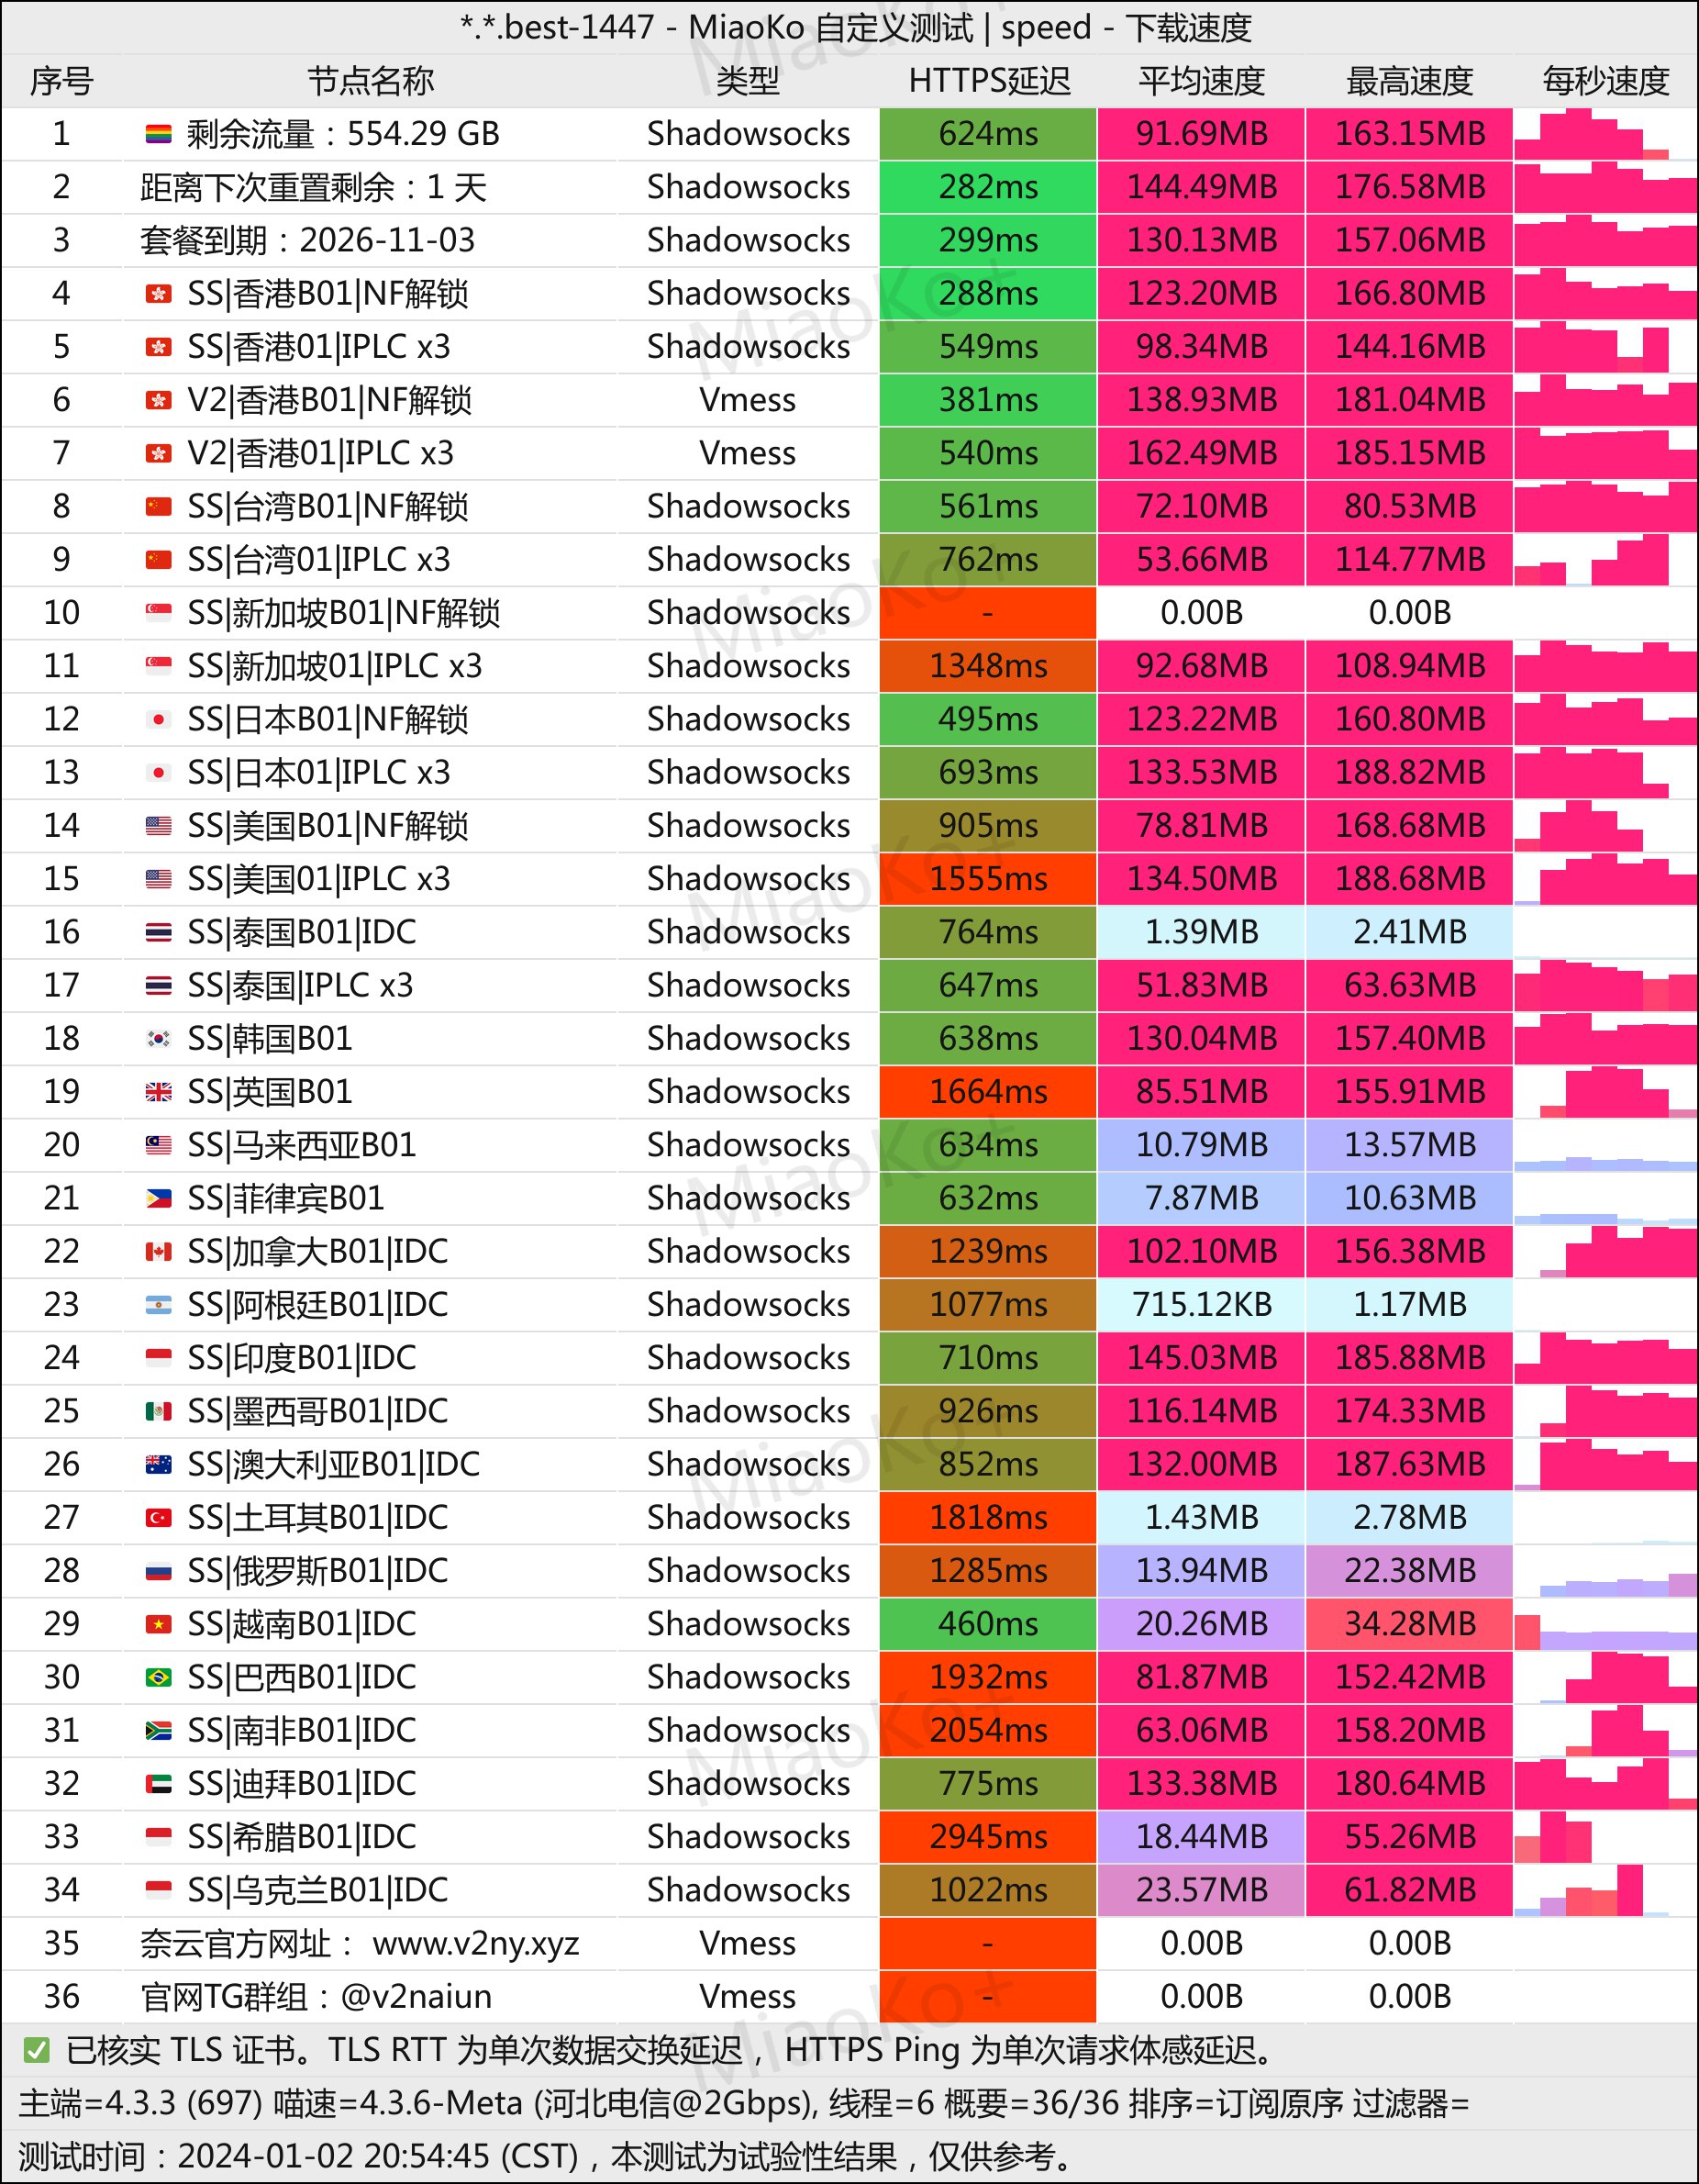 *.*.best-1447 - MiaoKo 自定义测试 | speed - 下载速度
序号 节点名称 类型 HTTPS延迟 平均速度 最高速度 每秒速度
1 剩余流量：554.29 GB Shadowsocks 624ms 91.69MB 163.15MB
2 距离下次重置剩余：1 天 Shadowsocks 282ms 144.49MB 176.58MB
3 套餐到期：2026-11-03 Shadowsocks 299ms 130.13MB 157.06MB
4 SS|香港B01|NF解锁 Shadowsocks 288ms 123.20MB 166.80MB
5 SS|香港01|IPLC x3 Shadowsocks 549ms 98.34MB 144.16MB
6 V2|香港B01|NF解锁 Vmess 381ms 138.93MB 181.04MB
7 V2|香港01|IPLC x3 Vmess 540ms 162.49MB 185.15MB
8 SS|台湾B01|NF解锁 Shadowsocks 561ms 72.10MB 80.53MB
9 SS|台湾01|IPLC x3 Shadowsocks 762ms 53.66MB 114.77MB
10 SS|新加坡B01|NF解锁 Shadowsocks - 0.00B 0.00B
11 SS|新加坡01|IPLC x3 Shadowsocks 1348ms 92.68MB 108.94MB
12 SS|日本B01|NF解锁 Shadowsocks 495ms 123.22MB 160.80MB
13 SS|日本01|IPLC x3 Shadowsocks 693ms 133.53MB 188.82MB
14 SS|美国B01|NF解锁 Shadowsocks 905ms 78.81MB 168.68MB
15 SS|美国01|IPLC x3 Shadowsocks 1555ms 134.50MB 188.68MB
16 SS|泰国B01|IDC Shadowsocks 764ms 1.39MB 2.41MB
17 SS|泰国|IPLC x3 Shadowsocks 647ms 51.83MB 63.63MB
18 SS|韩国B01 Shadowsocks 638ms 130.04MB 157.40MB
19 SS|英国B01 Shadowsocks 1664ms 85.51MB 155.91MB
20 SS|马来西亚B01 Shadowsocks 634ms 10.79MB 13.57MB
21 SS|菲律宾B01 Shadowsocks 632ms 7.87MB 10.63MB
22 SS|加拿大B01|IDC Shadowsocks 1239ms 102.10MB 156.38MB
23 SS|阿根廷B01|IDC Shadowsocks 1077ms 715.12KB 1.17MB
24 SS|印度B01|IDC Shadowsocks 710ms 145.03MB 185.88MB
25 SS|墨西哥B01|IDC Shadowsocks 926ms 116.14MB 174.33MB
26 SS|澳大利亚B01|IDC Shadowsocks 852ms 132.00MB 187.63MB
27 SS|土耳其B01|IDC Shadowsocks 1818ms 1.43MB 2.78MB
28 SS|俄罗斯B01|IDC Shadowsocks 1285ms 13.94MB 22.38MB
29 SS|越南B01|IDC Shadowsocks 460ms 20.26MB 34.28MB
30 SS|巴西B01|IDC Shadowsocks 1932ms 81.87MB 152.42MB
31 SS|南非B01|IDC Shadowsocks 2054ms 63.06MB 158.20MB
32 SS|迪拜B01|IDC Shadowsocks 775ms 133.38MB 180.64MB
33 SS|希腊B01|IDC Shadowsocks 2945ms 18.44MB 55.26MB
34 SS|乌克兰B01|IDC Shadowsocks 1022ms 23.57MB 61.82MB
35 奈云官方网址： www.v2ny.xyz Vmess - 0.00B 0.00B
36 官网TG群组：@v2naiun Vmess - 0.00B 0.00B
✅ 已核实 TLS 证书。TLS RTT 为单次数据交换延迟， HTTPS Ping 为单次请求体感延迟。
主端=4.3.3 (697) 喵速=4.3.6-Meta (河北电信@2Gbps), 线程=6 概要=36/36 排序=订阅原序 过滤器=
测试时间：2024-01-02 20:54:45 (CST)，本测试为试验性结果，仅供参考。